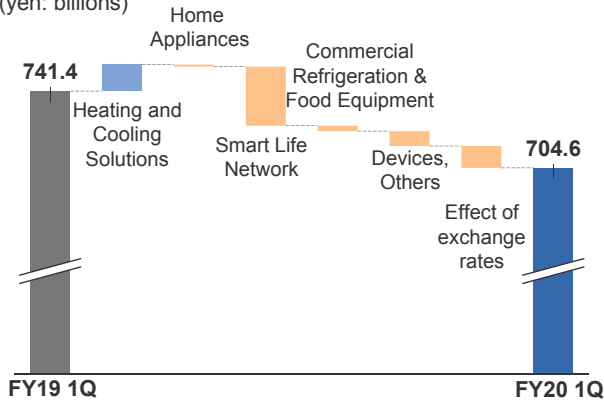 (yen: billions)
Home
Appliances
Commercial
Refrigeration &
Food Equipment
741.4
Heating and
Cooling
Solutions
Smart Life
Network
Devices,
Others
704.6
Effect of
exchange
rates
FY19 1Q
FY20 1Q